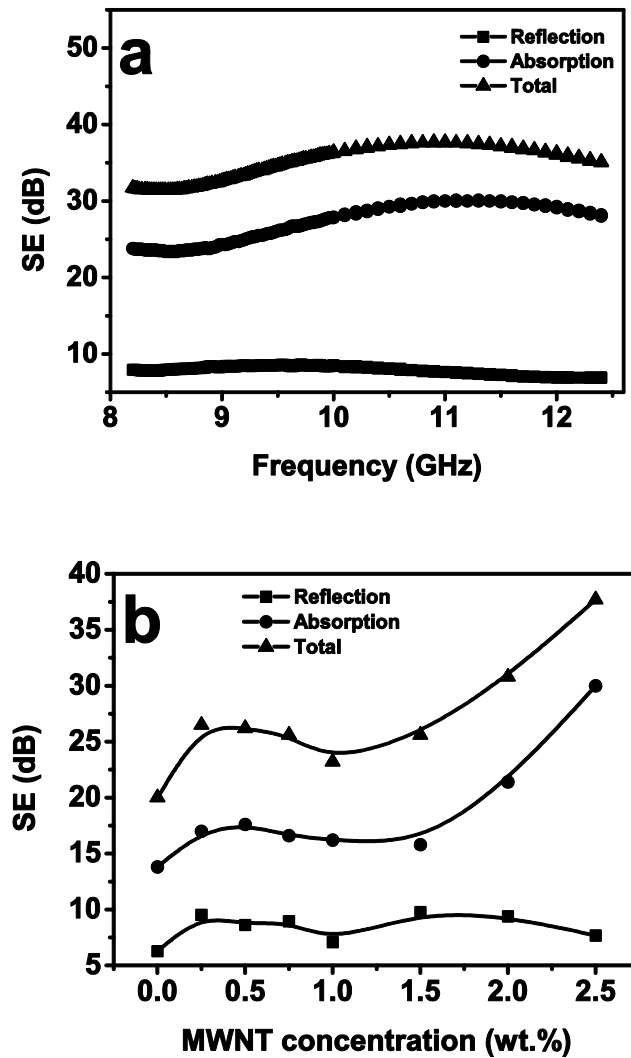 a
Reflection
Absorption
Total
SE (dB)
50
40
30
20
10
8
9
10
11
12
Frequency (GHz)
b
Reflection
Absorption
Total
SE (dB)
40
35
30
25
20
15
10
5
0.0
0.5
1.0
1.5
2.0
2.5
MWNT concentration (wt.%)